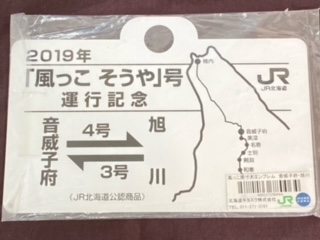 2019年
「風っこ そうや」号
運行記念
JR
JR北海道
稚内
音威子府
4号
3号
旭川
音威子府
美深
名寄
士別
和寒
(JR北海道公認商品)